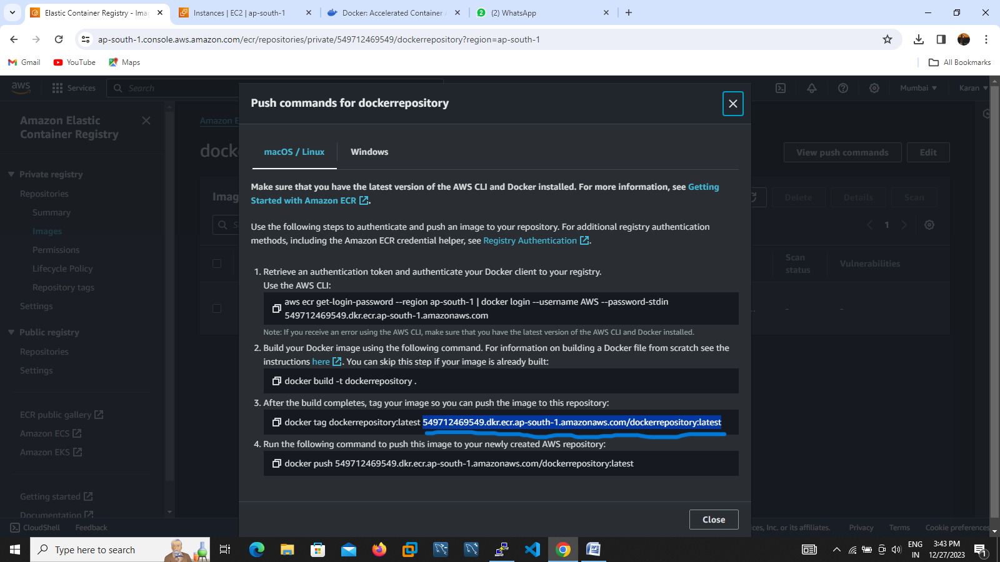 Elastic Container Registry - Ima
Instances | EC2 | ap-south-1
Docker: Accelerated Container A
(2) WhatsApp
ap-south-1.console.aws.amazon.com/ecr/repositories/private/549712469549/dockerrepository?region=ap-south-1
Gmail
YouTube
Maps
All Bookmarks
aws
Services
Search
Mumbai
Karan
Amazon Elastic
Container Registry
Private registry
Repositories
Summary
Images
Permissions
Lifecycle Policy
Repository tags
Settings
Public registry
Repositories
Settings
ECR public gallery
Amazon ECS
Amazon EKS
Getting started
Documentation
Amazon E
dock
View push commands
Edit
Imag
Delete
Details
Scan
1
Scan
status
Vulnerabilities
-
-
Push commands for dockerrepository
macOS / Linux
Windows
Make sure that you have the latest version of the AWS CLI and Docker installed. For more information, see Getting
Started with Amazon ECR.
Use the following steps to authenticate and push an image to your repository. For additional registry authentication
methods, including the Amazon ECR credential helper, see Registry Authentication.
1. Retrieve an authentication token and authenticate your Docker client to your registry.
Use the AWS CLI:
aws ecr get-login-password --region ap-south-1 | docker login --username AWS --password-stdin
549712469549.dkr.ecr.ap-south-1.amazonaws.com
Note: If you receive an error using the AWS CLI, make sure that you have the latest version of the AWS CLI and Docker installed.
2. Build your Docker image using the following command. For information on building a Docker file from scratch see the
instructions here. You can skip this step if your image is already built:
docker build -t dockerrepository .
3. After the build completes, tag your image so you can push the image to this repository:
docker tag dockerrepository:latest 549712469549.dkr.ecr.ap-south-1.amazonaws.com/dockerrepository:latest
4. Run the following command to push this image to your newly created AWS repository:
docker push 549712469549.dkr.ecr.ap-south-1.amazonaws.com/dockerrepository:latest
Close
CloudShell
Feedback
ces, Inc. or its affiliates.
Privacy
Terms
Cookie preferences
Type here to search
ENG
IN
3:43 PM
12/27/2023
1